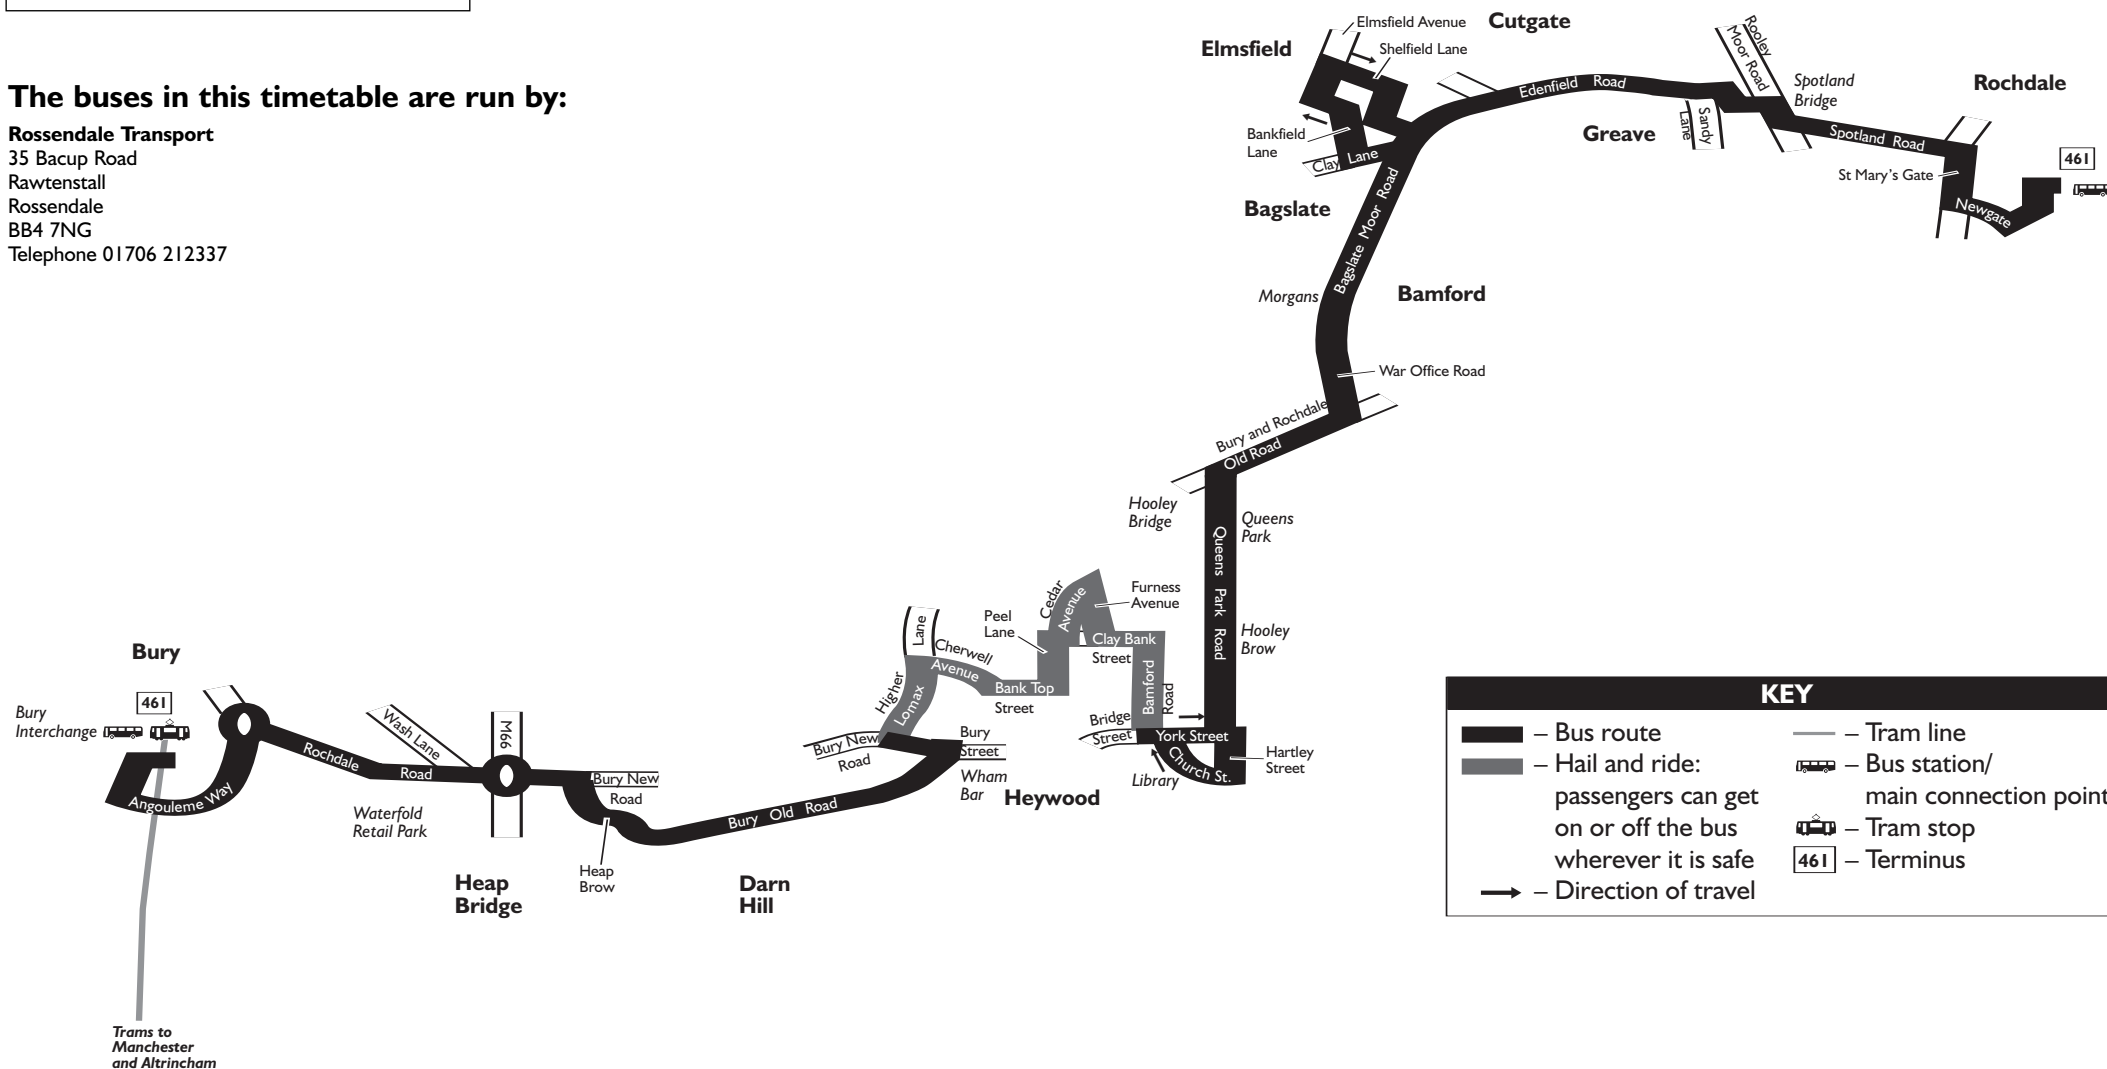 The buses in this timetable are run by:
Rossendale Transport
35 Bacup Road
Rawtenstall
Rossendale
BB4 7NG
Telephone 01706 212337
Elmsfield Avenue
Cutgate
Elmsfield
Shelfield Lane
Rooley
Moor Road
Spotland
Bridge
Rochdale
Edenfield Road
Sandy
Lane
Greave
Spotland Road
461
Bankfield
Lane
Clay Lane
St Mary's Gate
Newgate
Bagslate
Bagslate Moor Road
Morgans
Bamford
War Office Road
Bury and Rochdale
Old Road
Hooley
Bridge
Queens
Park
Queens Park Road
Hooley
Brow
Cedar
Avenue
Furness
Avenue
Peel
Lane
Clay Bank
Street
Lane
Cherwell
Avenue
Bank Top
Street
Higher
Lomax
Bamford
Road
Bridge
Street
York Street
Church St.
Hartley
Street
Library
Bury New
Road
Bury
Street
Wham
Bar
Heywood
Bury
461
Bury
Interchange
Wash Lane
M66
Rochdale
Road
Bury New
Road
Angouleme Way
Waterfold
Retail Park
Bury Old Road
Heap
Brow
Heap
Bridge
Darn
Hill
Trams to
Manchester
and Altrincham
KEY
– Bus route
– Hail and ride:
passengers can get
on or off the bus
wherever it is safe
– Direction of travel
– Tram line
– Bus station/
main connection point
– Tram stop
461 – Terminus